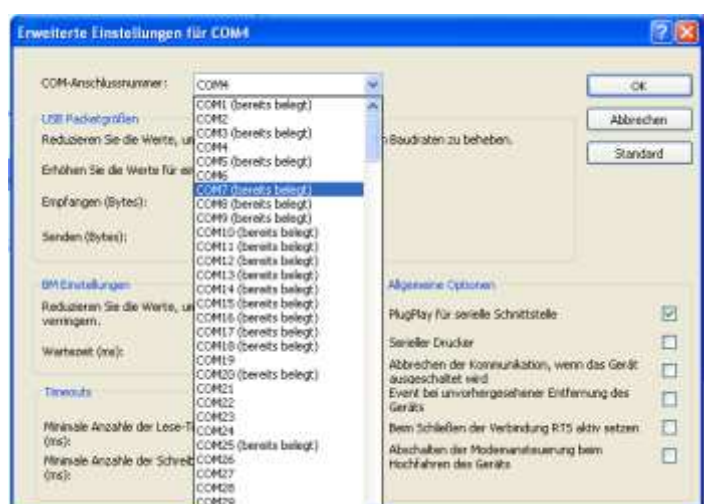 Erweiterte Einstellungen für COM4
COM-Anschlussnummer:
COM4
OK
Abbrechen
Standard
COM1 (bereits belegt)
COM2
COM3 (bereits belegt)
COM4
COM5 (bereits belegt)
COM6
COM7 (bereits belegt)
COM8 (bereits belegt)
COM9 (bereits belegt)
COM10 (bereits belegt)
COM11 (bereits belegt)
COM12 (bereits belegt)
COM13 (bereits belegt)
COM14 (bereits belegt)
COM15 (bereits belegt)
COM16 (bereits belegt)
COM17 (bereits belegt)
COM18 (bereits belegt)
COM19
COM20 (bereits belegt)
COM21
COM22
COM23
COM24
COM25 (bereits belegt)
COM26
COM27
COM28
COM29
USB Packetgrößen
Reduzieren Sie die Werte, un
Baudraten zu beheben.
Erhöhen Sie die Werte für
Empfangen (Bytes):
Senden (Bytes):
BM Einstellungen
Reduzieren Sie die Werte, un
verringern.
Wartezeit (ms):
Timeouts
Minimale Anzahle der Lese-Ti
(ms):
Minimale Anzahle der Schreib
(ms):
Allgemeine Optionen
PlugPlay für serielle Schnittstelle
Serieller Drucker
Abbrechen der Kommunikation, wenn das Gerät
ausgeschaltet wird
Event bei unvorhergesehener Entfernung des
Geräts
Beim Schließen der Verbindung RTS aktiv setzen
Abschalten der Modemansteuerung beim
Hochfahren des Geräts